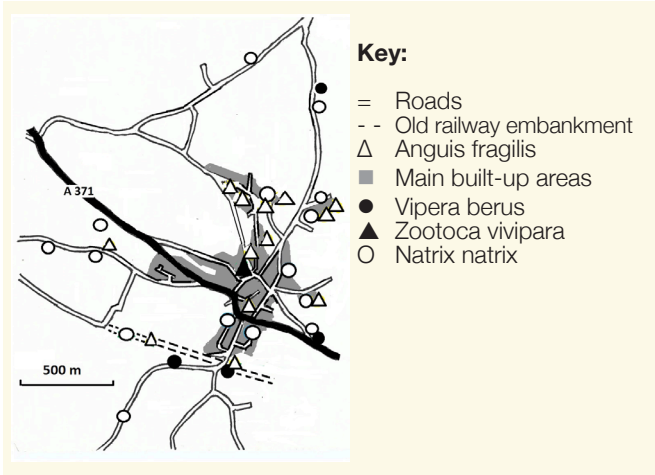 Key:
= Roads
- - Old railway embankment
Δ Anguis fragilis
■ Main built-up areas
● Vipera berus
▲ Zootoca vivipara
O Natrix natrix
A 371
500 m